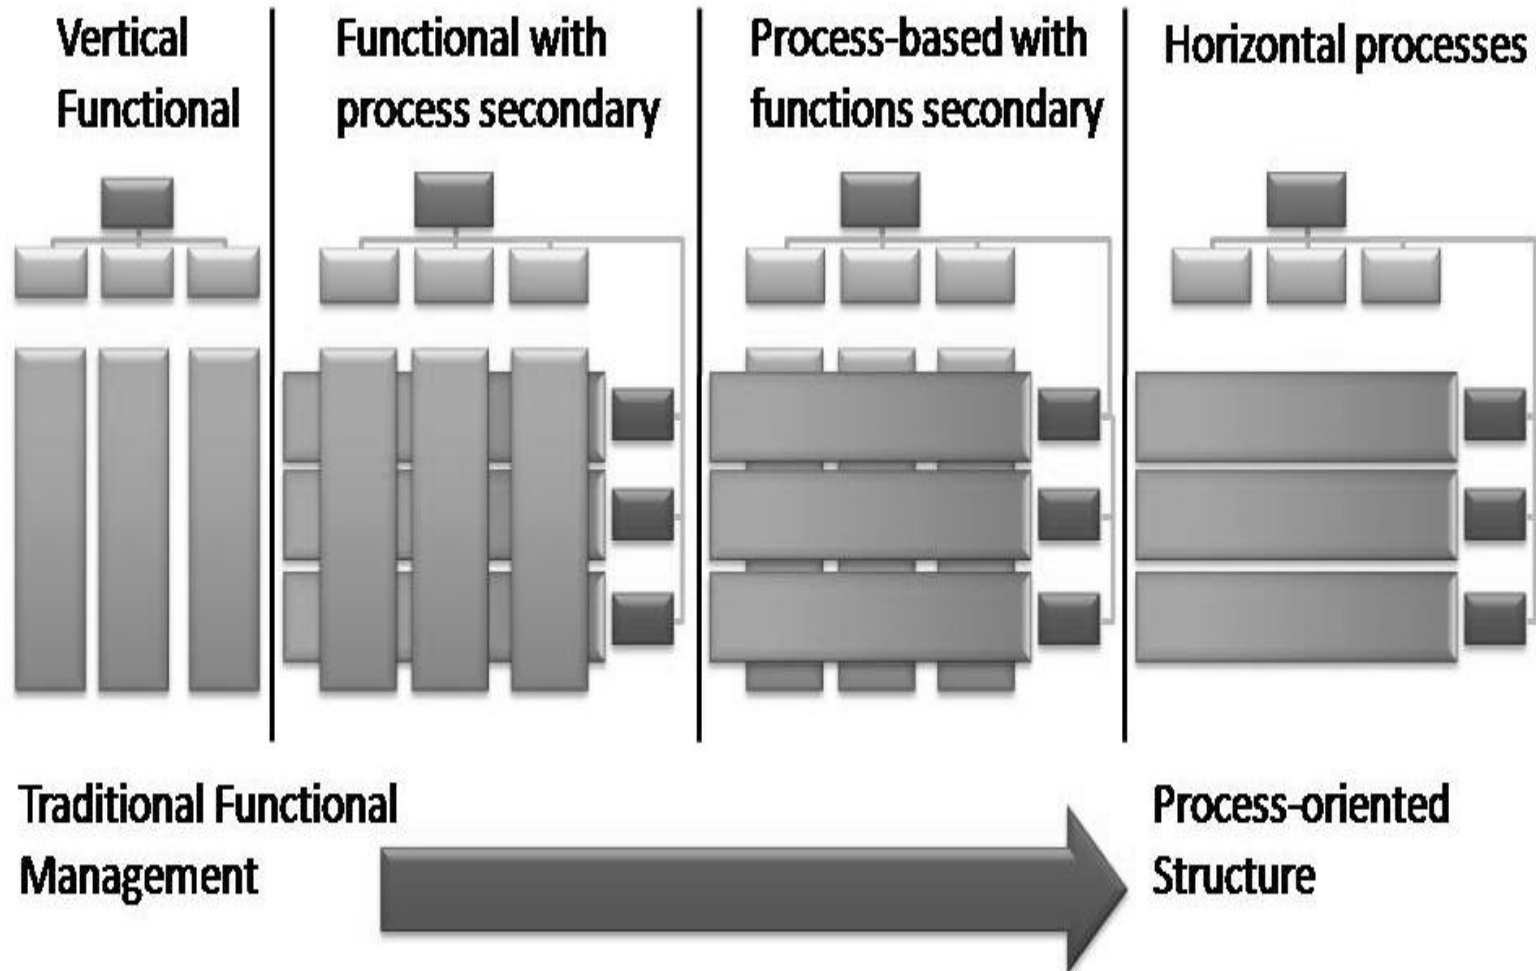 Vertical
Functional
Functional with
process secondary
Process-based with
functions secondary
Horizontal processes
Traditional Functional
Management
Process-oriented
Structure